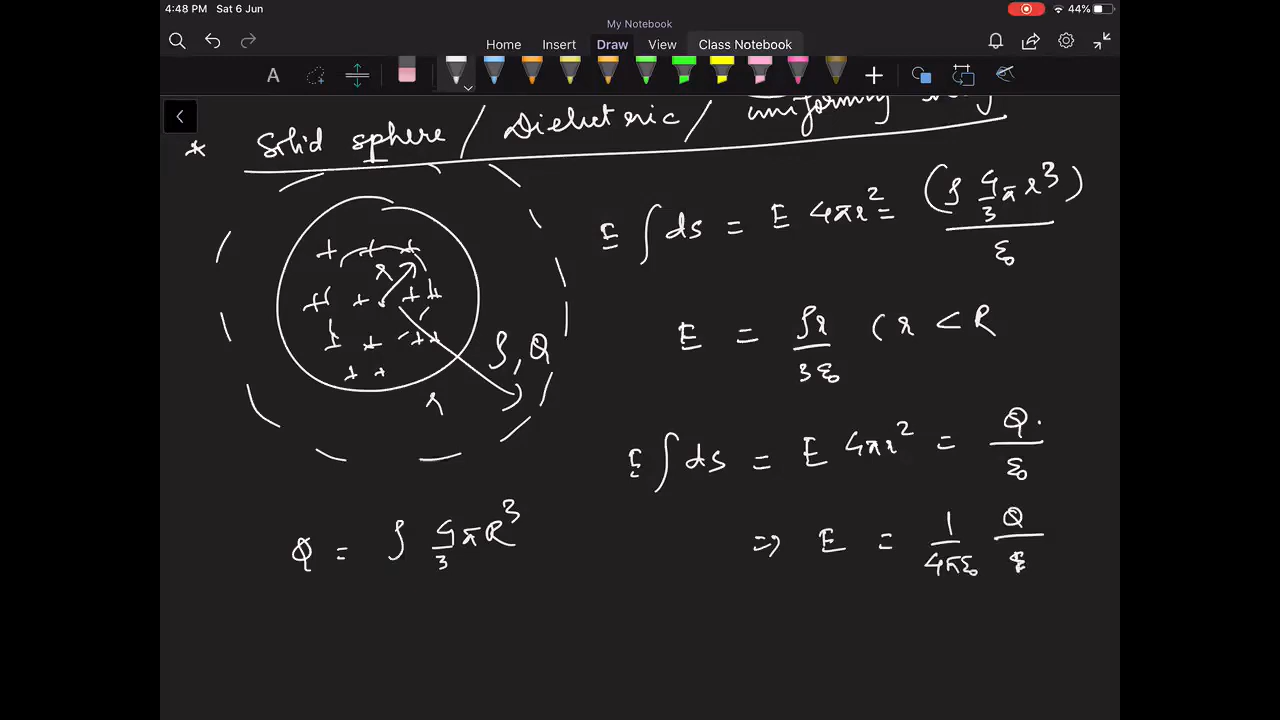 4:48 PM Sat 6 Jun
44%
My Notebook
Home Insert Draw View Class Notebook
A
* Solid sphere / Dielectric / uniformly
E ∫ ds = E 4πr² = (ρ 4/3 πr³) / ε₀
r
E = ρr / 3ε₀ ( r < R
ρ, Q
r
E ∫ ds = E 4πr² = Q / ε₀
Q = ρ 4/3 πR³
⇒ E = 1/4πε₀ Q